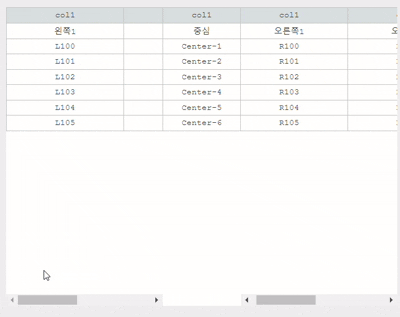 col1 col1 col1
왼쪽1 중심 오른쪽1
L100 Center-1 R100
L101 Center-2 R101
L102 Center-3 R102
L103 Center-4 R103
L104 Center-5 R104
L105 Center-6 R105